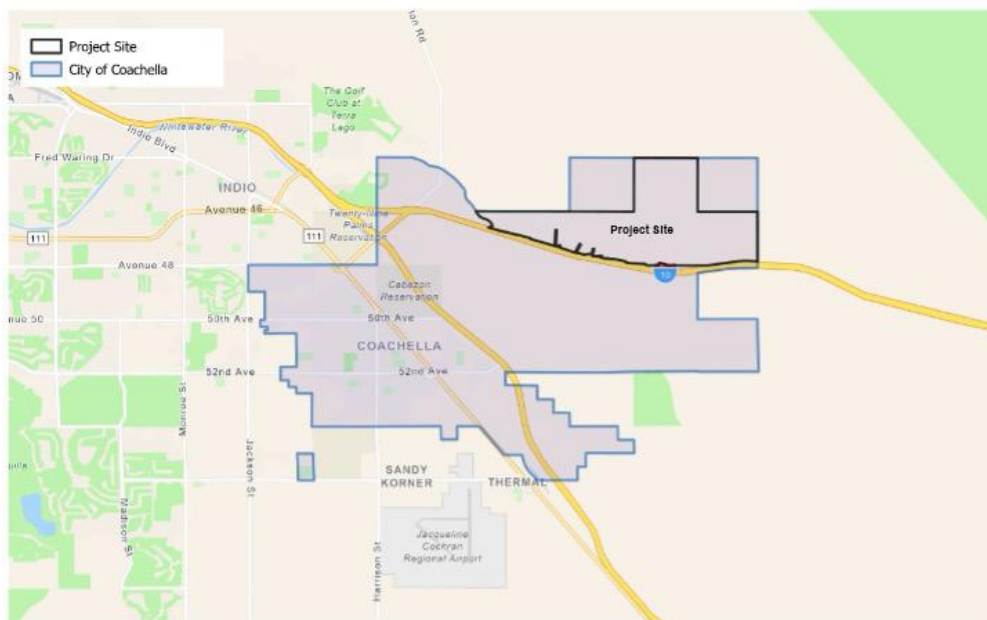 Project Site
City of Coachella
The Golf
Club at
Terra
Lago
Whitewater River
Indio Blvd
Fred Waring Dr
INDIO
Avenue 46
Twenty-Nine
Palms
Reservation
111
111
Project Site
Avenue 48
10
Cabazon
Reservation
50th Ave
50th Ave
COACHELLA
52nd Ave
52nd Ave
Monroe St
Jackson St
SANDY
KORNER
THERMAL
Madison St
Harrison St
Jacqueline
Cochran
Regional Airport